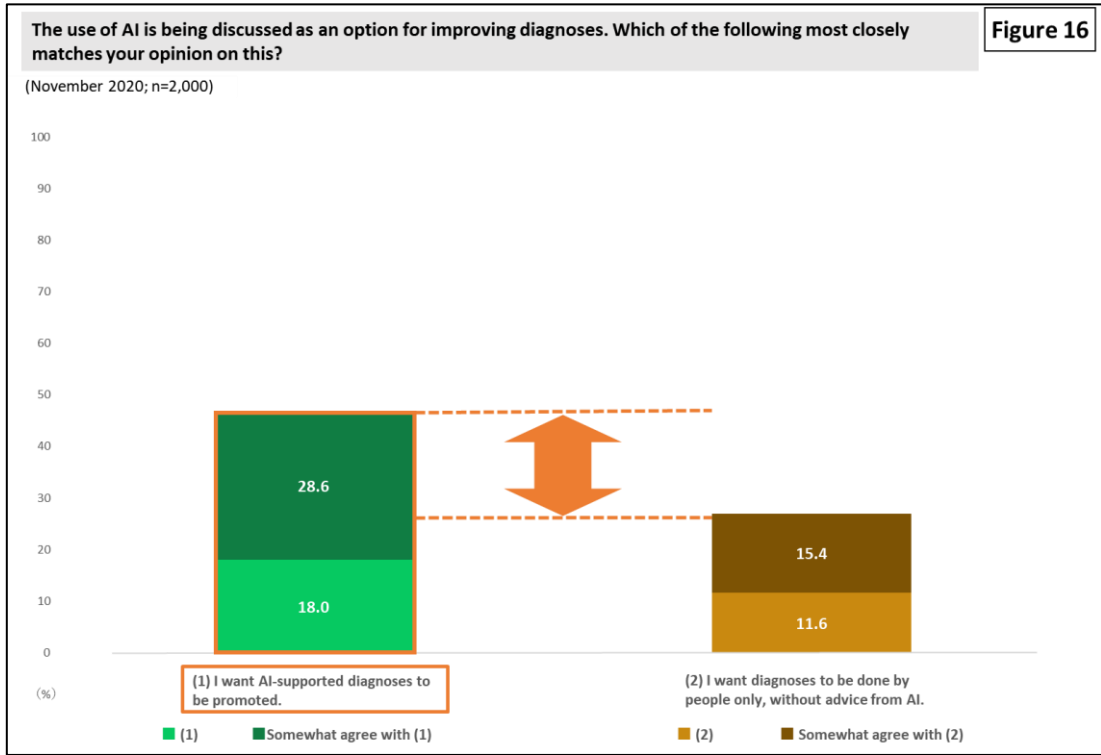 The use of AI is being discussed as an option for improving diagnoses. Which of the following most closely
matches your opinion on this?
Figure 16
(November 2020; n=2,000)
100
90
80
70
60
50
40
30
20
10
0
(%)
28.6
18.0
15.4
11.6
(1) I want AI-supported diagnoses to
be promoted.
(2) I want diagnoses to be done by
people only, without advice from AI.
(1)
Somewhat agree with (1)
(2)
Somewhat agree with (2)